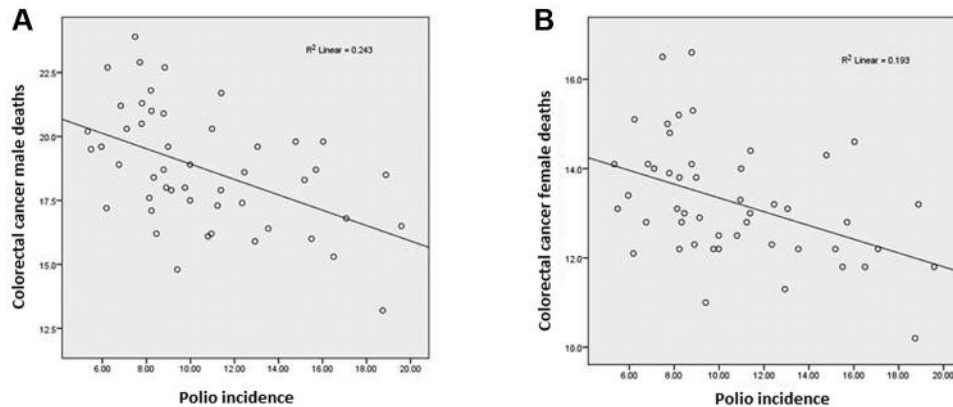 A
R² Linear = 0.243
Colorectal cancer male deaths
22.5
20.0
17.5
15.0
12.5
6.00 8.00 10.00 12.00 14.00 16.00 18.00 20.00
Polio incidence
B
R² Linear = 0.193
Colorectal cancer female deaths
16.0
14.0
12.0
10.0
6.00 8.00 10.00 12.00 14.00 16.00 18.00 20.00
Polio incidence